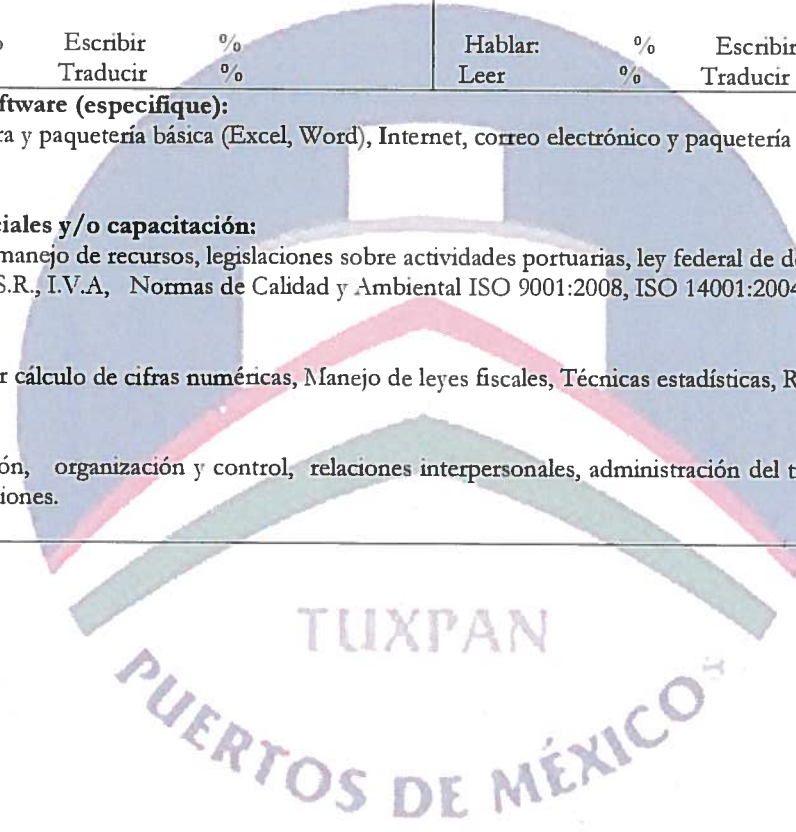 Escribir % Hablar: % Escribir
Traducir % Leer % Traducir
ftware (especifique):
ra y paquetería básica (Excel, Word), Internet, correo electrónico y paquetería
ciales y/o capacitación:
manejo de recursos, legislaciones sobre actividades portuarias, ley federal de d
S.R., I.V.A, Normas de Calidad y Ambiental ISO 9001:2008, ISO 14001:2004
r cálculo de cifras numéricas, Manejo de leyes fiscales, Técnicas estadísticas, R
ón, organización y control, relaciones interpersonales, administración del t
iones.
TUXPAN
PUERTOS DE MÉXICO